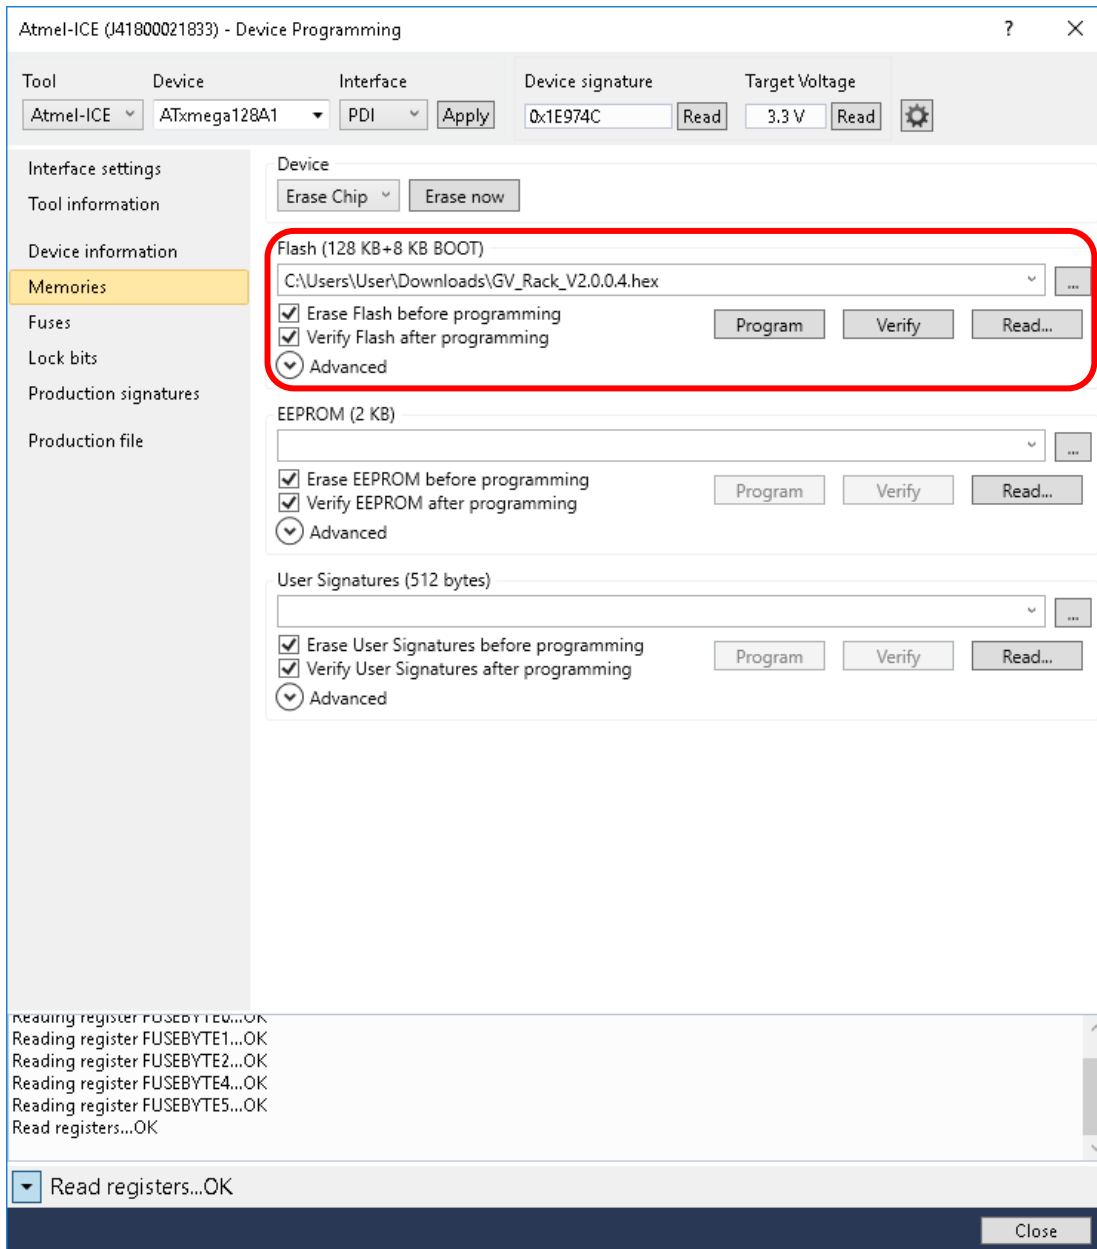 Atmel-ICE (J41800021833) - Device Programming ?
Tool Device Interface Device signature Target Voltage
Atmel-ICE ATxmega128A1 PDI Apply 0x1E974C Read 3.3 V Read
Interface settings
Tool information
Device information
Memories
Fuses
Lock bits
Production signatures
Production file
Device
Erase Chip Erase now
Flash (128 KB+8 KB BOOT)
C:\Users\User\Downloads\GV_Rack_V2.0.0.4.hex ...
Erase Flash before programming
Verify Flash after programming
Program Verify Read...
Advanced
EEPROM (2 KB)
...
Erase EEPROM before programming
Verify EEPROM after programming
Program Verify Read...
Advanced
User Signatures (512 bytes)
...
Erase User Signatures before programming
Verify User Signatures after programming
Program Verify Read...
Advanced
Reading register FUSEBYTE0...OK
Reading register FUSEBYTE1...OK
Reading register FUSEBYTE2...OK
Reading register FUSEBYTE4...OK
Reading register FUSEBYTE5...OK
Read registers...OK
Read registers...OK
Close